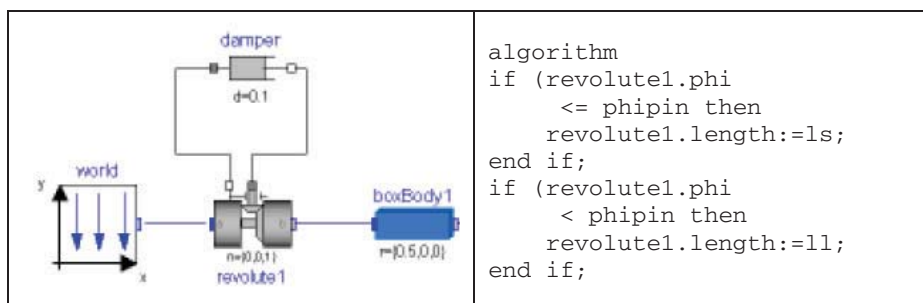 damper
d=0.1
world
y
x
a
b
n={0,0,1}
revolute1
boxBody1
r={0.5,0,0}
algorithm
if (revolute1.phi
<= phipin then
revolute1.length:=ls;
end if;
if (revolute1.phi
< phipin then
revolute1.length:=ll;
end if;